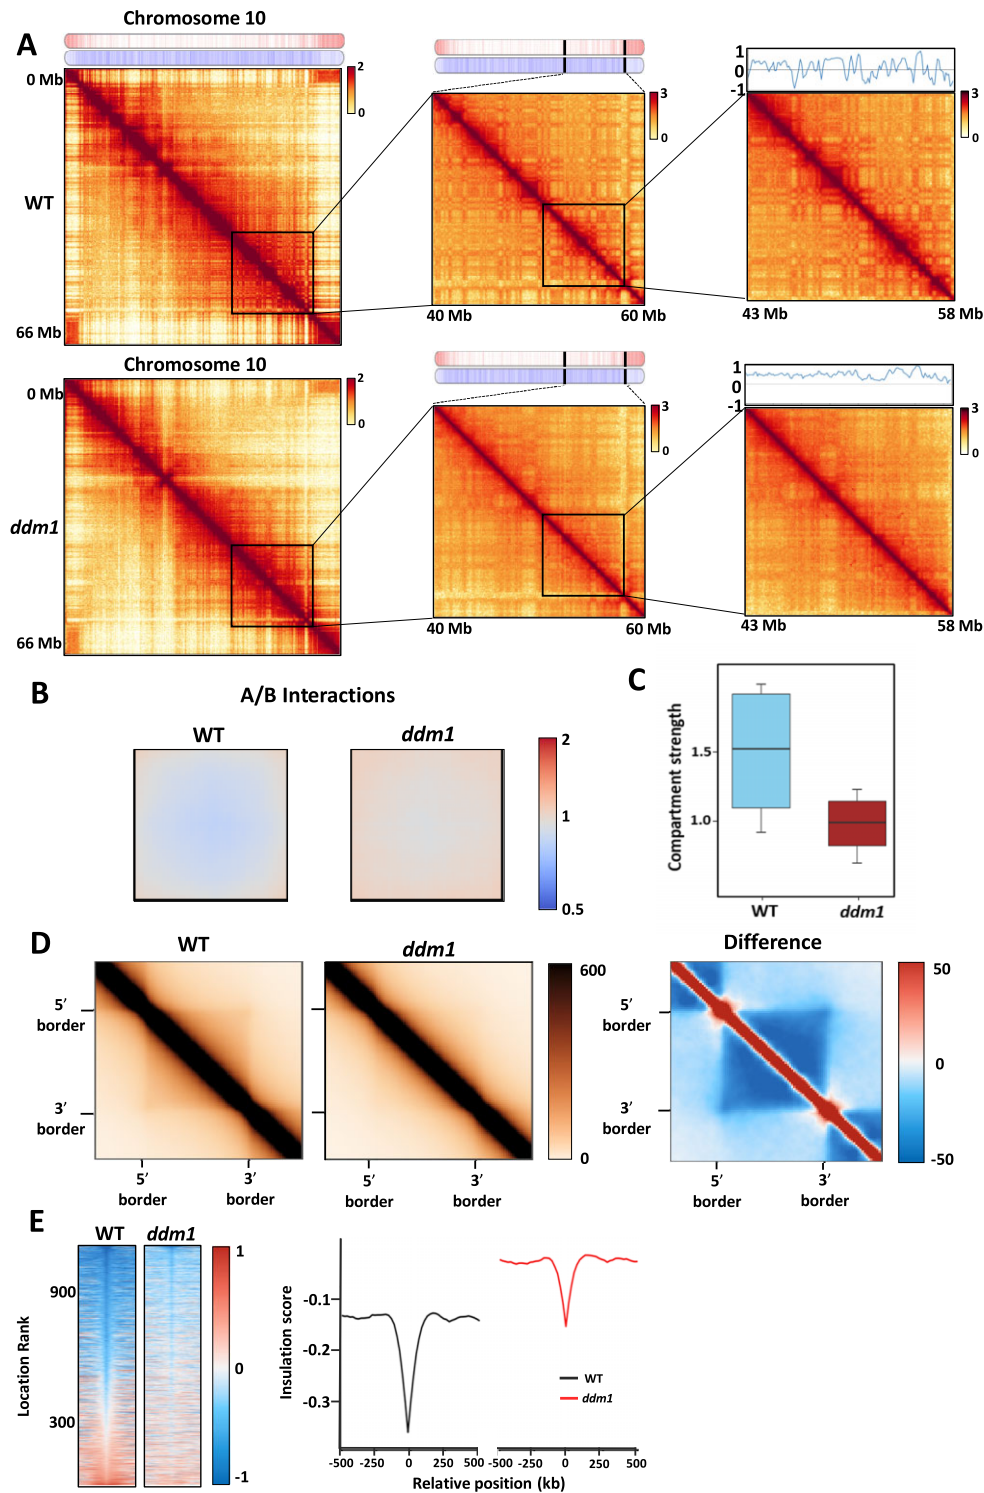 Chromosome 10
A
0 Mb
WT
66 Mb
2
0
3
0
40 Mb
60 Mb
1
0
-1
3
0
43 Mb
58 Mb
Chromosome 10
0 Mb
ddm1
66 Mb
2
0
3
0
40 Mb
60 Mb
1
0
-1
3
0
43 Mb
58 Mb
B
A/B Interactions
WT
ddm1
2
1
0.5
C
Compartment strength
1.5
1.0
WT
ddm1
D
WT
ddm1
Difference
5′
border
3′
border
5′
border
3′
border
5′
border
3′
border
600
0
5′
border
3′
border
5′
border
3′
border
50
0
-50
E
WT
ddm1
Location Rank
900
300
1
0
-1
Insulation score
-0.1
-0.2
-0.3
WT
ddm1
-500 -250 0 250 500
-500 -250 0 250 500
Relative position (kb)